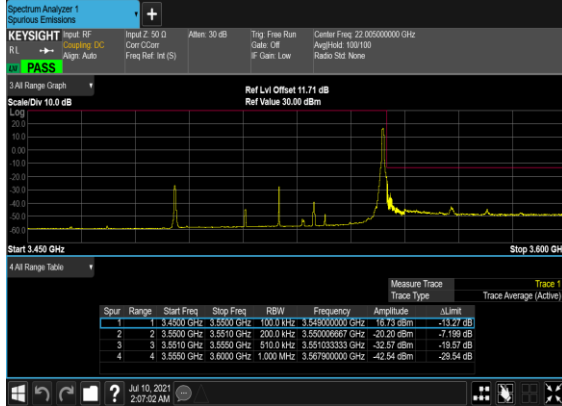 Spectrum Analyzer 1
Spurious Emissions
KEYSIGHT Input: RF Input Z: 50 Ω Atten: 30 dB Trig: Free Run Center Freq: 22.005000000 GHz
RL Coupling: DC Corr CCorr Gate: Off Avg|Hold: 100/100
Align: Auto Freq Ref: Int (S) IF Gain: Low Radio Std: None
PASS
3 All Range Graph
Ref Lvl Offset 11.71 dB
Scale/Div 10.0 dB Ref Value 30.00 dBm
Log
20.0
10.0
0.00
-10.0
-20.0
-30.0
-40.0
-50.0
-60.0
Start 3.450 GHz Stop 3.600 GH
4 All Range Table
Measure Trace Trace 1
Trace Type Trace Average (Active)
Spur Range Start Freq Stop Freq RBW Frequency Amplitude ΔLimit
1 1 3.4500 GHz 3.5500 GHz 100.0 kHz 3.549000000 GHz 16.73 dBm -13.27 dB
2 2 3.5500 GHz 3.5510 GHz 200.0 kHz 3.550006667 GHz -20.20 dBm -7.199 dB
3 3 3.5510 GHz 3.5550 GHz 510.0 kHz 3.551033333 GHz -32.57 dBm -19.57 dB
4 4 3.5550 GHz 3.6000 GHz 1.000 MHz 3.567900000 GHz -42.54 dBm -29.54 dB
Jul 10, 2021
2:07:02 AM